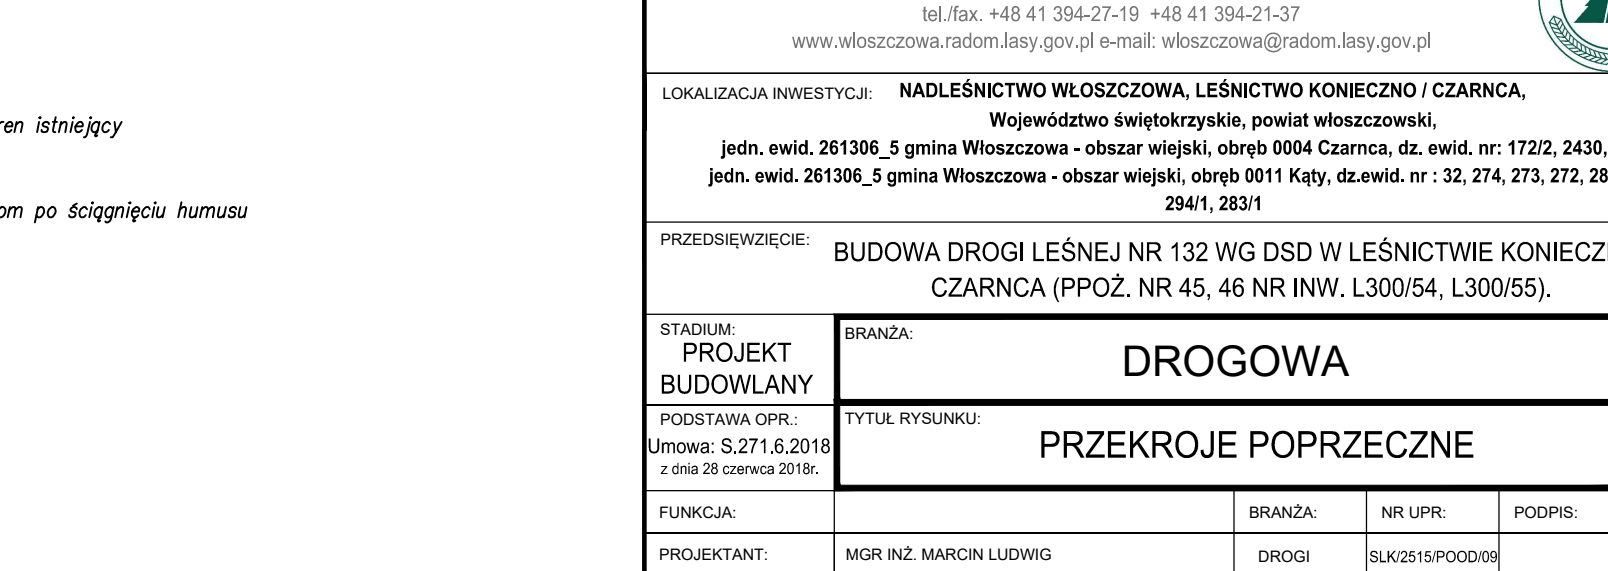 tel./fax. +48 41 394-27-19 +48 41 394-21-37
www.wloszczowa.radom.lasy.gov.pl e-mail: wloszczowa@radom.lasy.gov.pl
LOKALIZACJA INWESTYCJI: NADLEŚNICTWO WŁOSZCZOWA, LEŚNICTWO KONIECZNO / CZARNCA,
Województwo świętokrzyskie, powiat włoszczowski,
jedn. ewid. 261306_5 gmina Włoszczowa - obszar wiejski, obręb 0004 Czarnca, dz. ewid. nr: 172/2, 2430,
jedn. ewid. 261306_5 gmina Włoszczowa - obszar wiejski, obręb 0011 Kąty, dz.ewid. nr : 32, 274, 273, 272, 28
294/1, 283/1
ren istniejący
om po ściągnięciu humusu
PRZEDSIĘWZIĘCIE: BUDOWA DROGI LEŚNEJ NR 132 WG DSD W LEŚNICTWIE KONIECZ
CZARNCA (PPOŻ. NR 45, 46 NR INW. L300/54, L300/55).
STADIUM:
PROJEKT
BUDOWLANY
BRANŻA:
DROGOWA
PODSTAWA OPR.:
Umowa: S.271.6.2018
z dnia 28 czerwca 2018r.
TYTUŁ RYSUNKU:
PRZEKROJE POPRZECZNE
FUNKCJA: BRANŻA: NR UPR: PODPIS:
PROJEKTANT: MGR INŻ. MARCIN LUDWIG DROGI SLK/2515/POOD/09